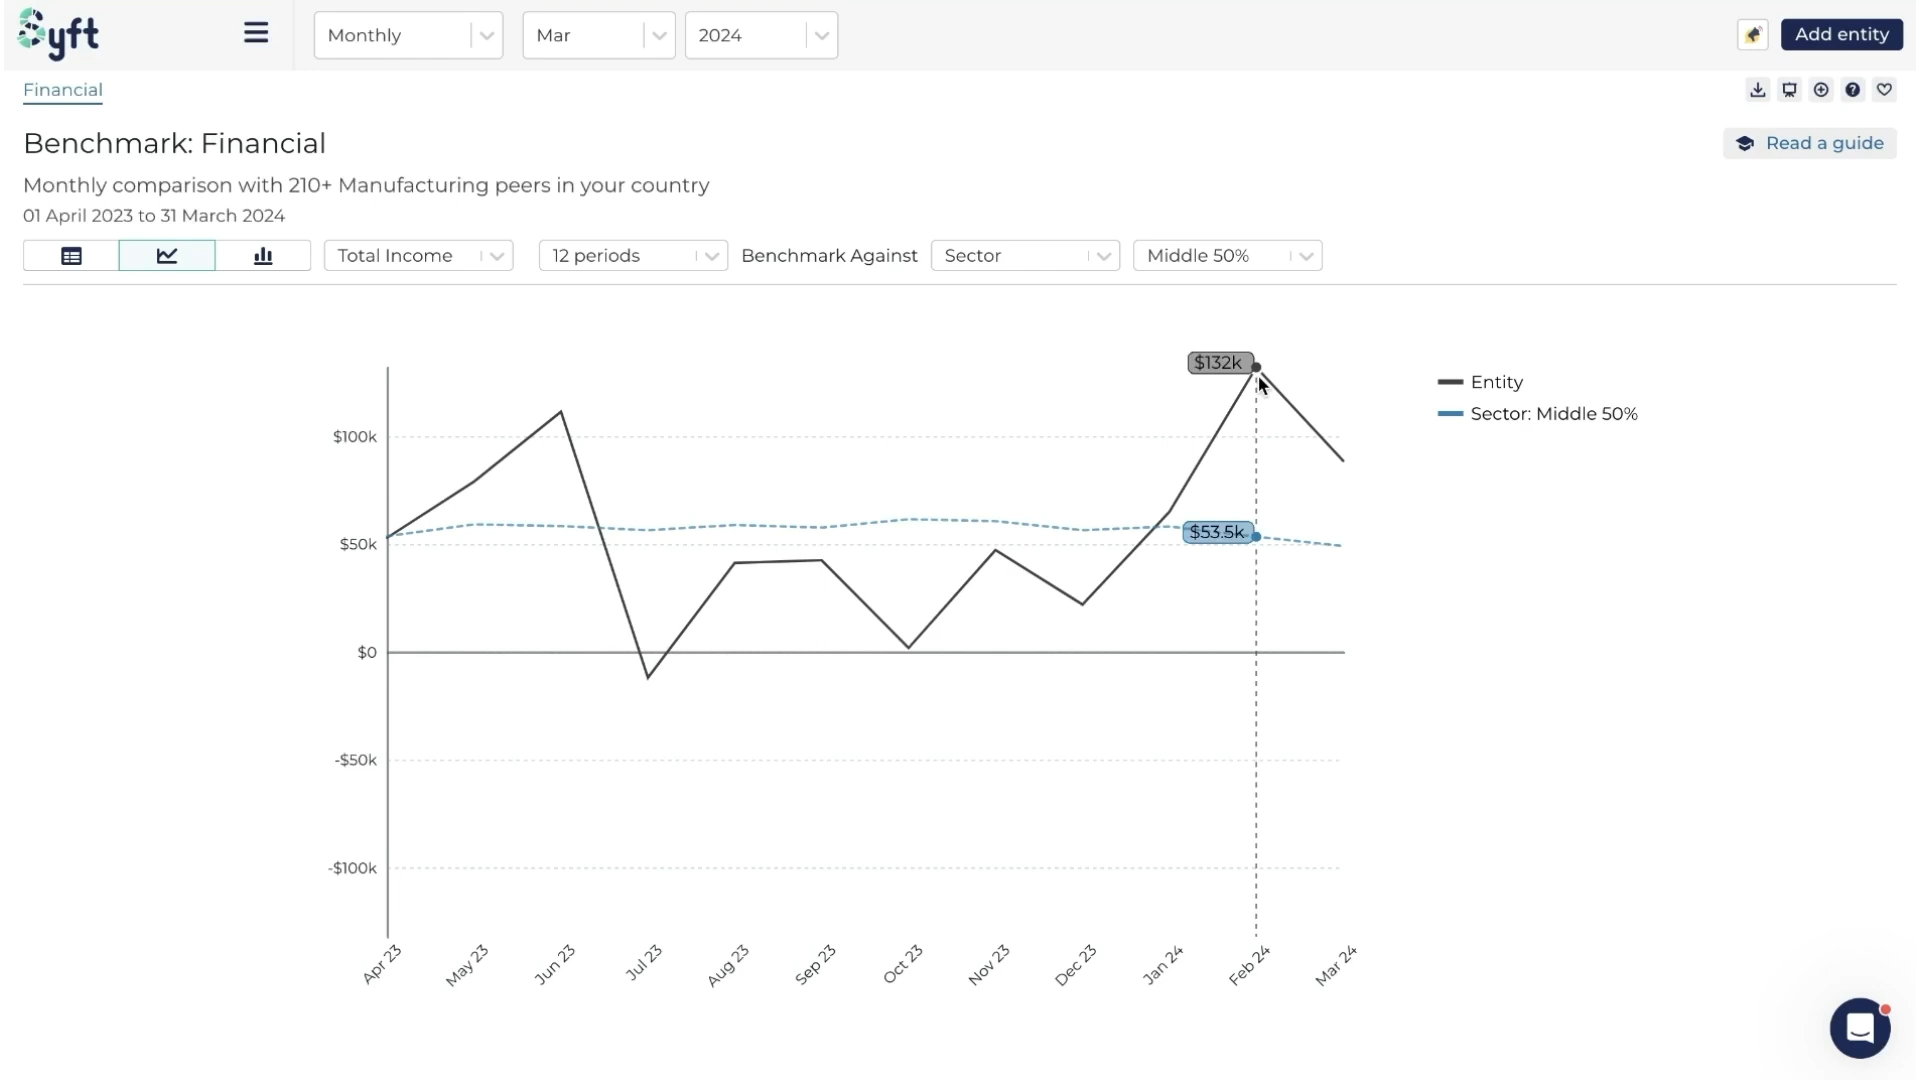 Syft
Monthly Mar 2024 Add entity
Financial
Benchmark: Financial
Read a guide
Monthly comparison with 210+ Manufacturing peers in your country
01 April 2023 to 31 March 2024
Total Income 12 periods Benchmark Against Sector Middle 50%
$132k
Entity
Sector: Middle 50%
$100k
$53.5k
$50k
$0
-$50k
-$100k
Apr 23 May 23 Jun 23 Jul 23 Aug 23 Sep 23 Oct 23 Nov 23 Dec 23 Jan 24 Feb 24 Mar 24